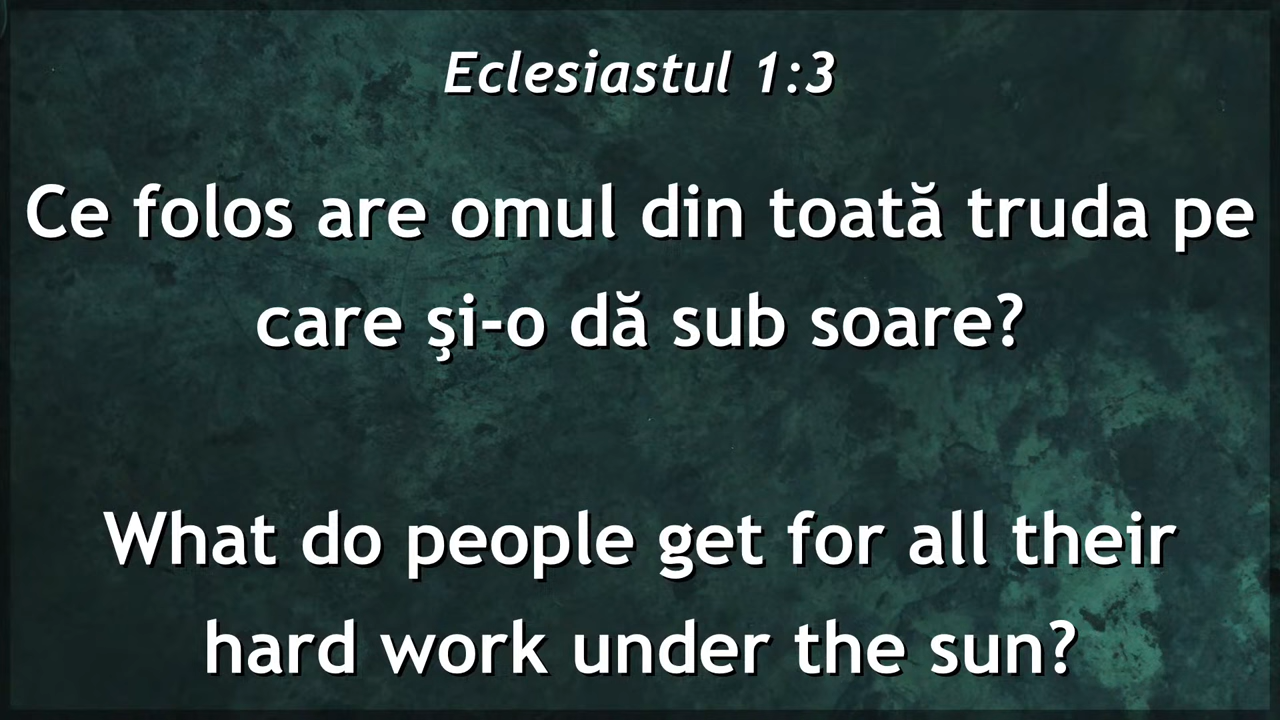 Eclesiastul 1:3
Ce folos are omul din toată truda pe
care şi-o dă sub soare?
What do people get for all their
hard work under the sun?